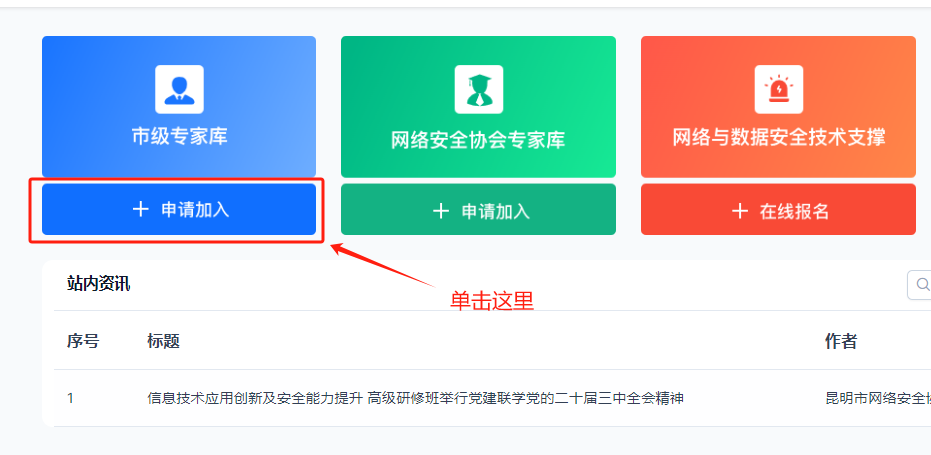 市级专家库
网络安全协会专家库
网络与数据安全技术支撑
+ 申请加入
+ 申请加入
+ 在线报名
站内资讯
单击这里
序号 标题 作者
1 信息技术应用创新及安全能力提升 高级研修班举行党建联学党的二十届三中全会精神 昆明市网络安全